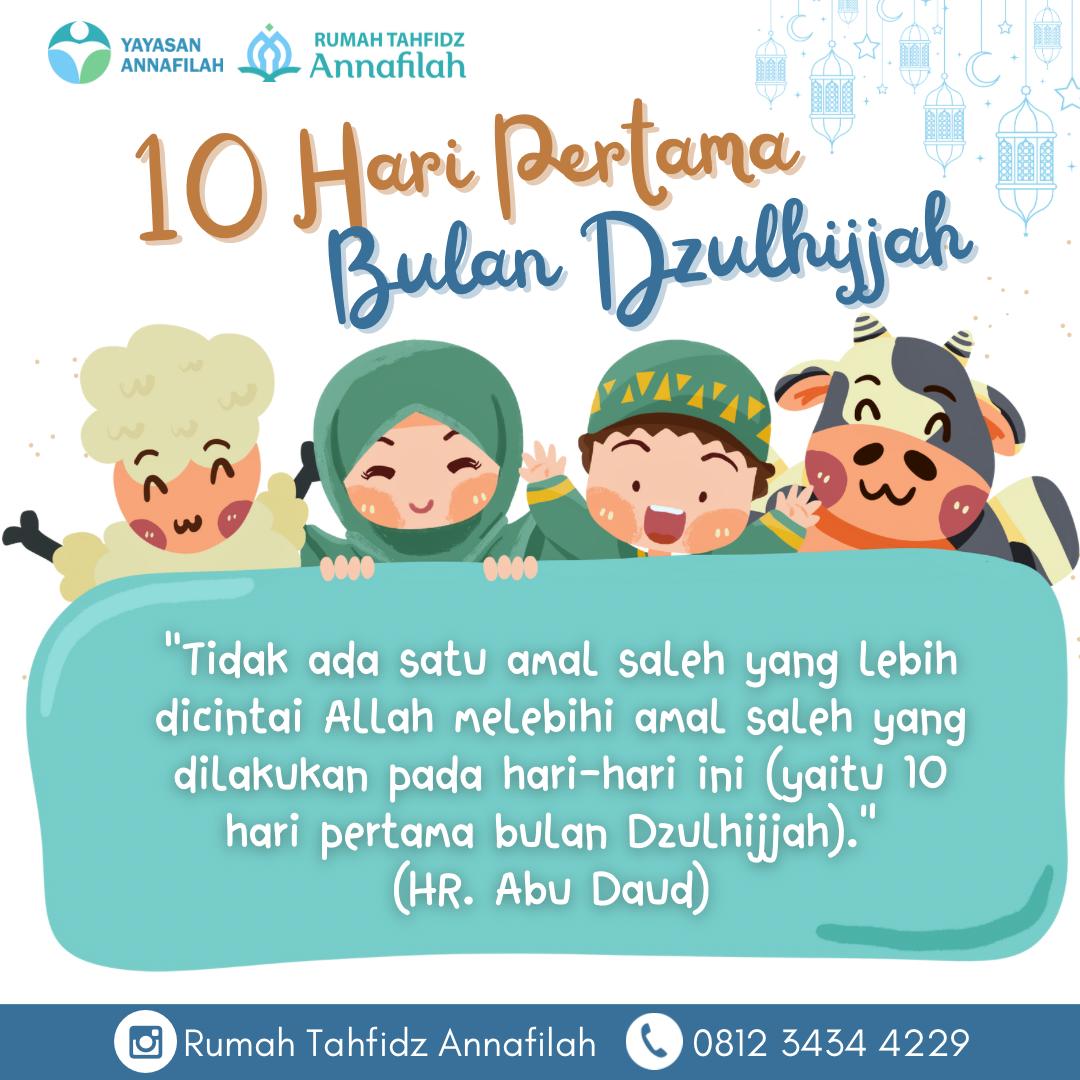 YAYASAN
ANNAFILAH
RUMAH TAHFIDZ
Annafilah
10 Hari Pertama
Bulan Dzulhijjah
"Tidak ada satu amal saleh yang lebih
dicintai Allah melebihi amal saleh yang
dilakukan pada hari-hari ini (yaitu 10
hari pertama bulan Dzulhijjah)."
(HR. Abu Daud)
Rumah Tahfidz Annafilah
0812 3434 4229